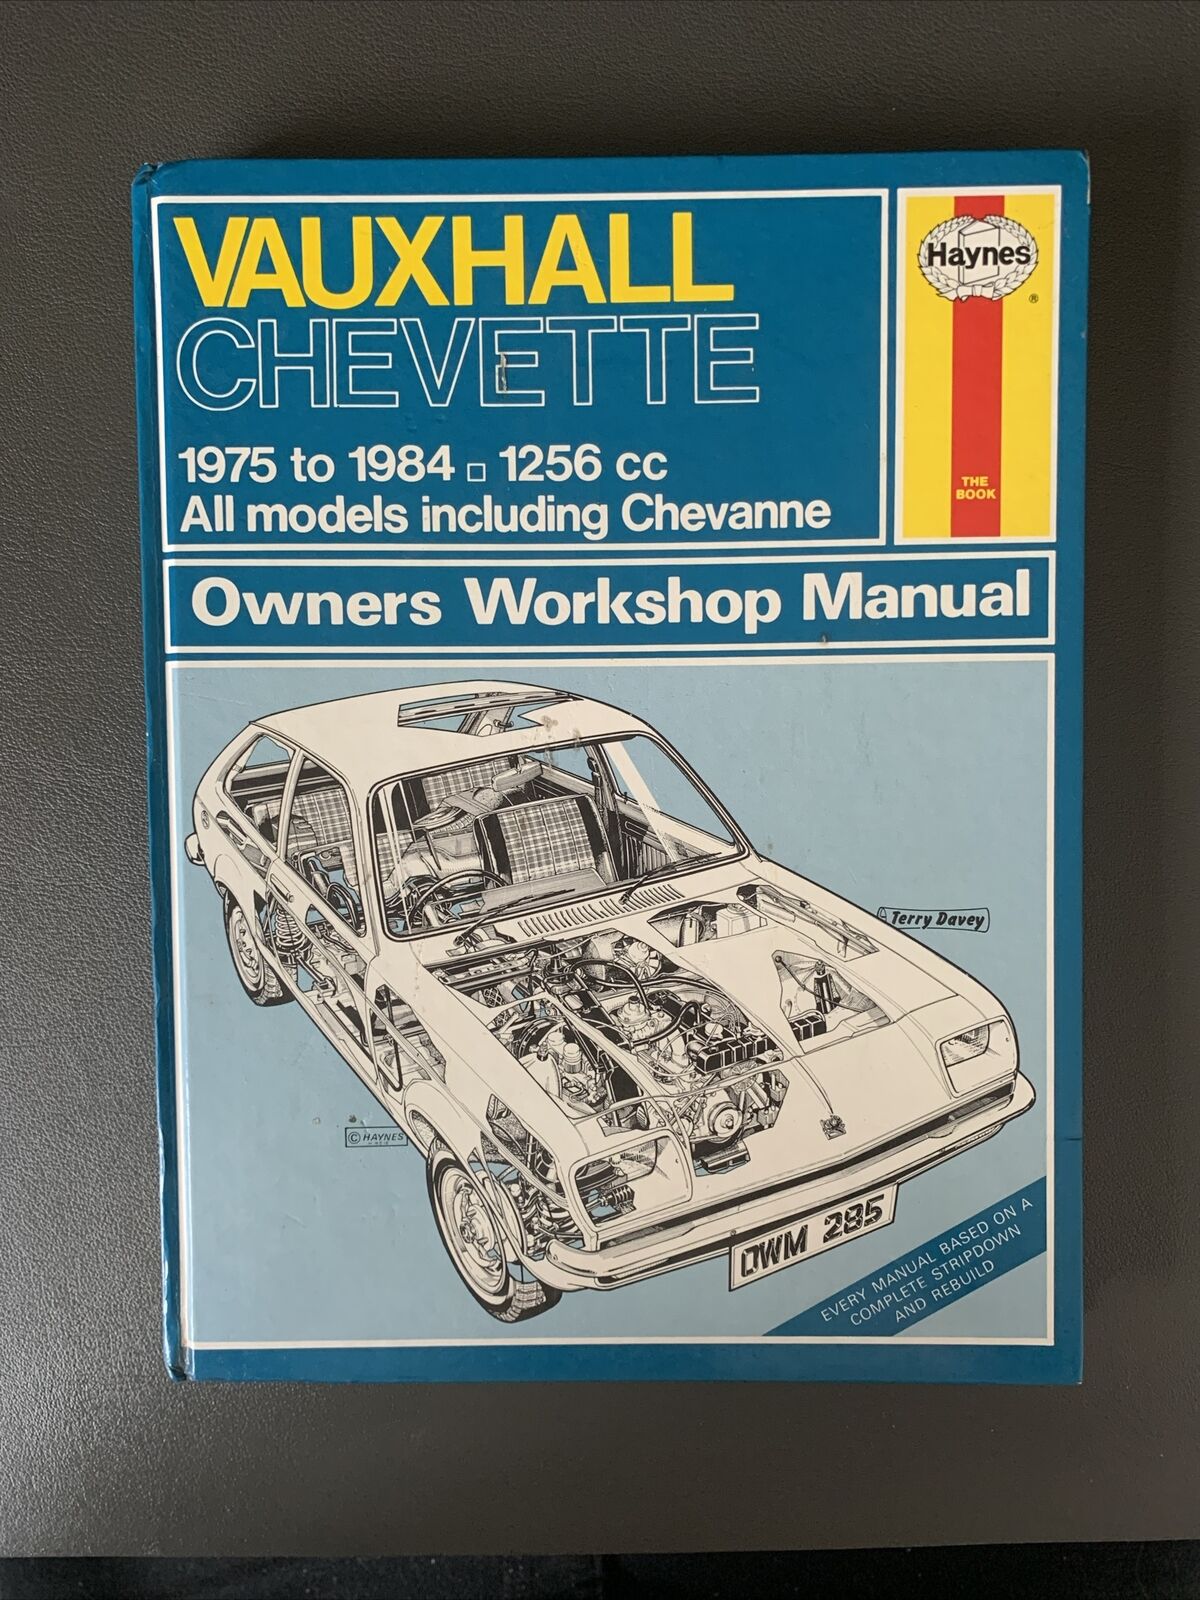 VAUXHALL
CHEVETTE
1975 to 1984 □ 1256 cc
All models including Chevanne
Haynes
®
THE
BOOK
Owners Workshop Manual
Terry Davey
© HAYNES
OWM 285
EVERY MANUAL BASED ON A
COMPLETE STRIPDOWN
AND REBUILD